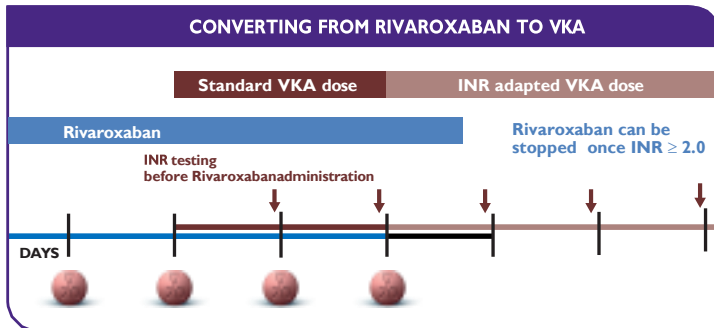 CONVERTING FROM RIVAROXABAN TO VKA
Standard VKA dose
INR adapted VKA dose
Rivaroxaban
Rivaroxaban can be
stopped once INR ≥ 2.0
INR testing
before Rivaroxabanadministration
DAYS